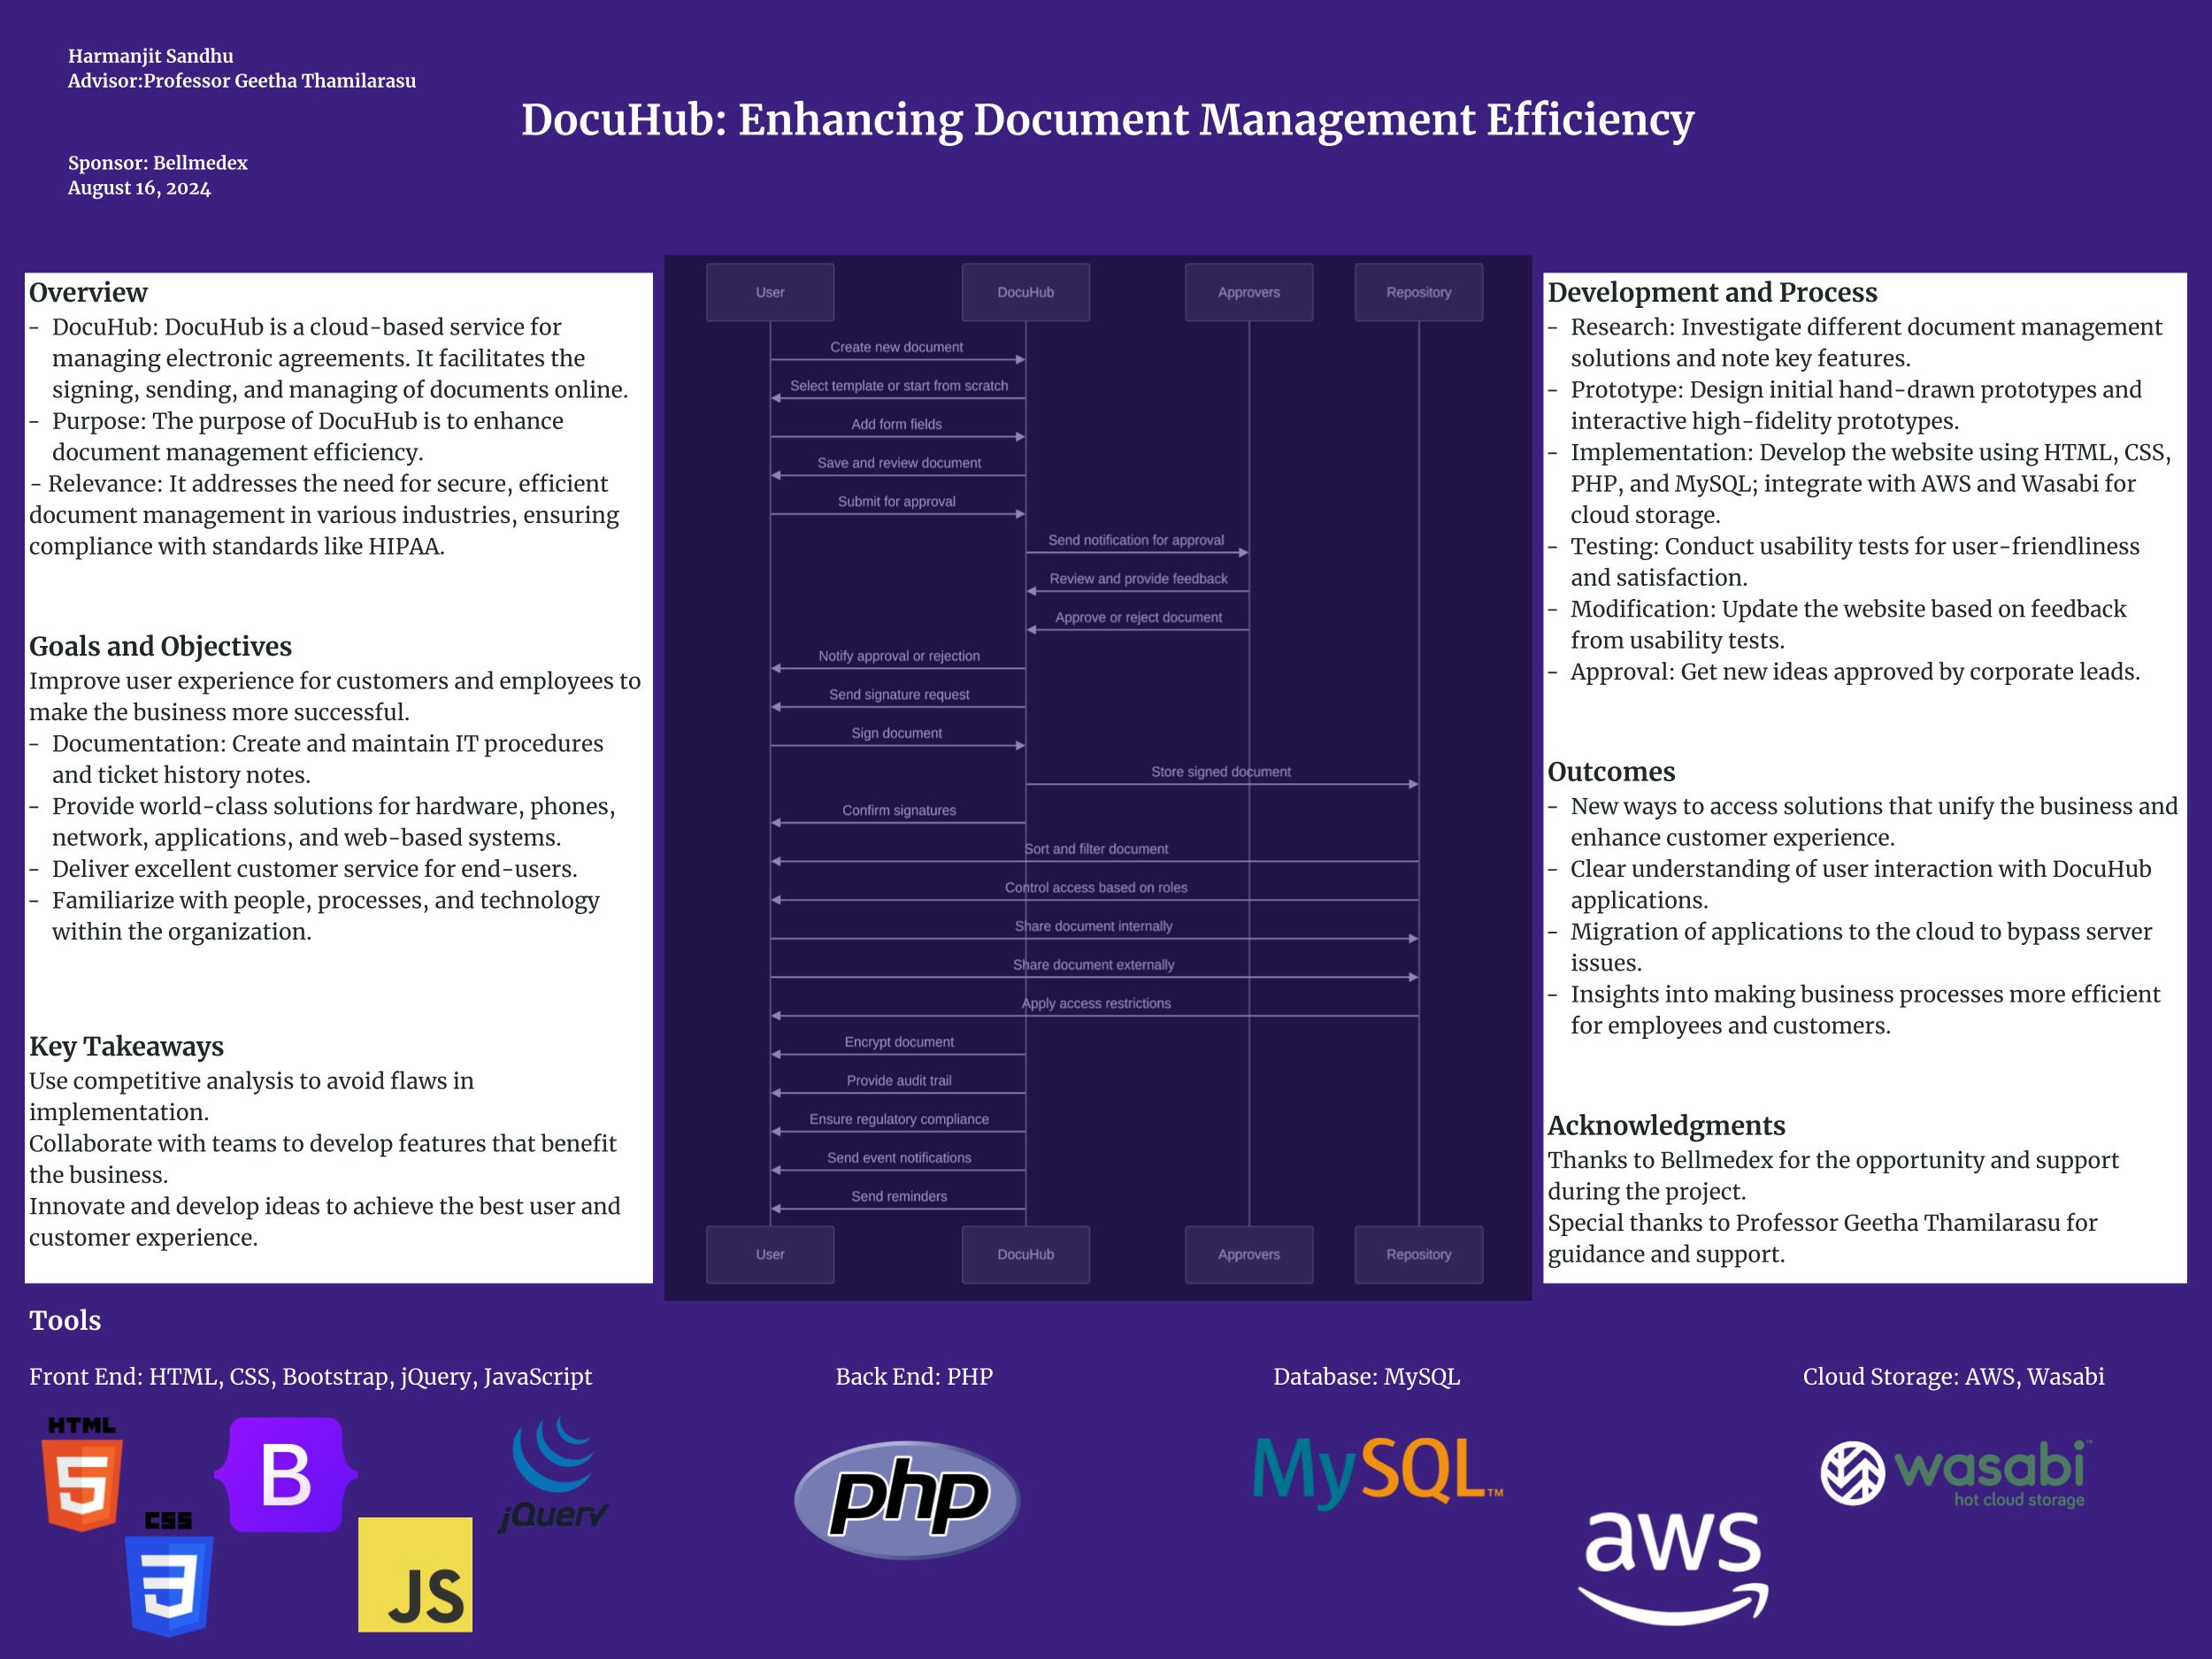 Harmanjit Sandhu
Advisor:Professor Geetha Thamilarasu
Sponsor: Bellmedex
August 16, 2024
DocuHub: Enhancing Document Management Efficiency
Overview
- DocuHub: DocuHub is a cloud-based service for
managing electronic agreements. It facilitates the
signing, sending, and managing of documents online.
- Purpose: The purpose of DocuHub is to enhance
document management efficiency.
- Relevance: It addresses the need for secure, efficient
document management in various industries, ensuring
compliance with standards like HIPAA.
Goals and Objectives
Improve user experience for customers and employees to
make the business more successful.
- Documentation: Create and maintain IT procedures
and ticket history notes.
- Provide world-class solutions for hardware, phones,
network, applications, and web-based systems.
- Deliver excellent customer service for end-users.
- Familiarize with people, processes, and technology
within the organization.
Key Takeaways
Use competitive analysis to avoid flaws in
implementation.
Collaborate with teams to develop features that benefit
the business.
Innovate and develop ideas to achieve the best user and
customer experience.
User DocuHub Approvers Repository
Create new document
Select template or start from scratch
Add form fields
Save and review document
Submit for approval
Send notification for approval
Review and provide feedback
Approve or reject document
Notify approval or rejection
Send signature request
Sign document
Store signed document
Confirm signatures
Sort and filter document
Control access based on roles
Share document internally
Share document externally
Apply access restrictions
Encrypt document
Provide audit trail
Ensure regulatory compliance
Send event notifications
Send reminders
User DocuHub Approvers Repository
Development and Process
- Research: Investigate different document management
solutions and note key features.
- Prototype: Design initial hand-drawn prototypes and
interactive high-fidelity prototypes.
- Implementation: Develop the website using HTML, CSS,
PHP, and MySQL; integrate with AWS and Wasabi for
cloud storage.
- Testing: Conduct usability tests for user-friendliness
and satisfaction.
- Modification: Update the website based on feedback
from usability tests.
- Approval: Get new ideas approved by corporate leads.
Outcomes
- New ways to access solutions that unify the business and
enhance customer experience.
- Clear understanding of user interaction with DocuHub
applications.
- Migration of applications to the cloud to bypass server
issues.
- Insights into making business processes more efficient
for employees and customers.
Acknowledgments
Thanks to Bellmedex for the opportunity and support
during the project.
Special thanks to Professor Geetha Thamilarasu for
guidance and support.
Tools
Front End: HTML, CSS, Bootstrap, jQuery, JavaScript
HTML
5
CSS
3
B
JS
jQuery
Back End: PHP
php
Database: MySQL
MySQL™
Cloud Storage: AWS, Wasabi
aws
wasabi™
hot cloud storage